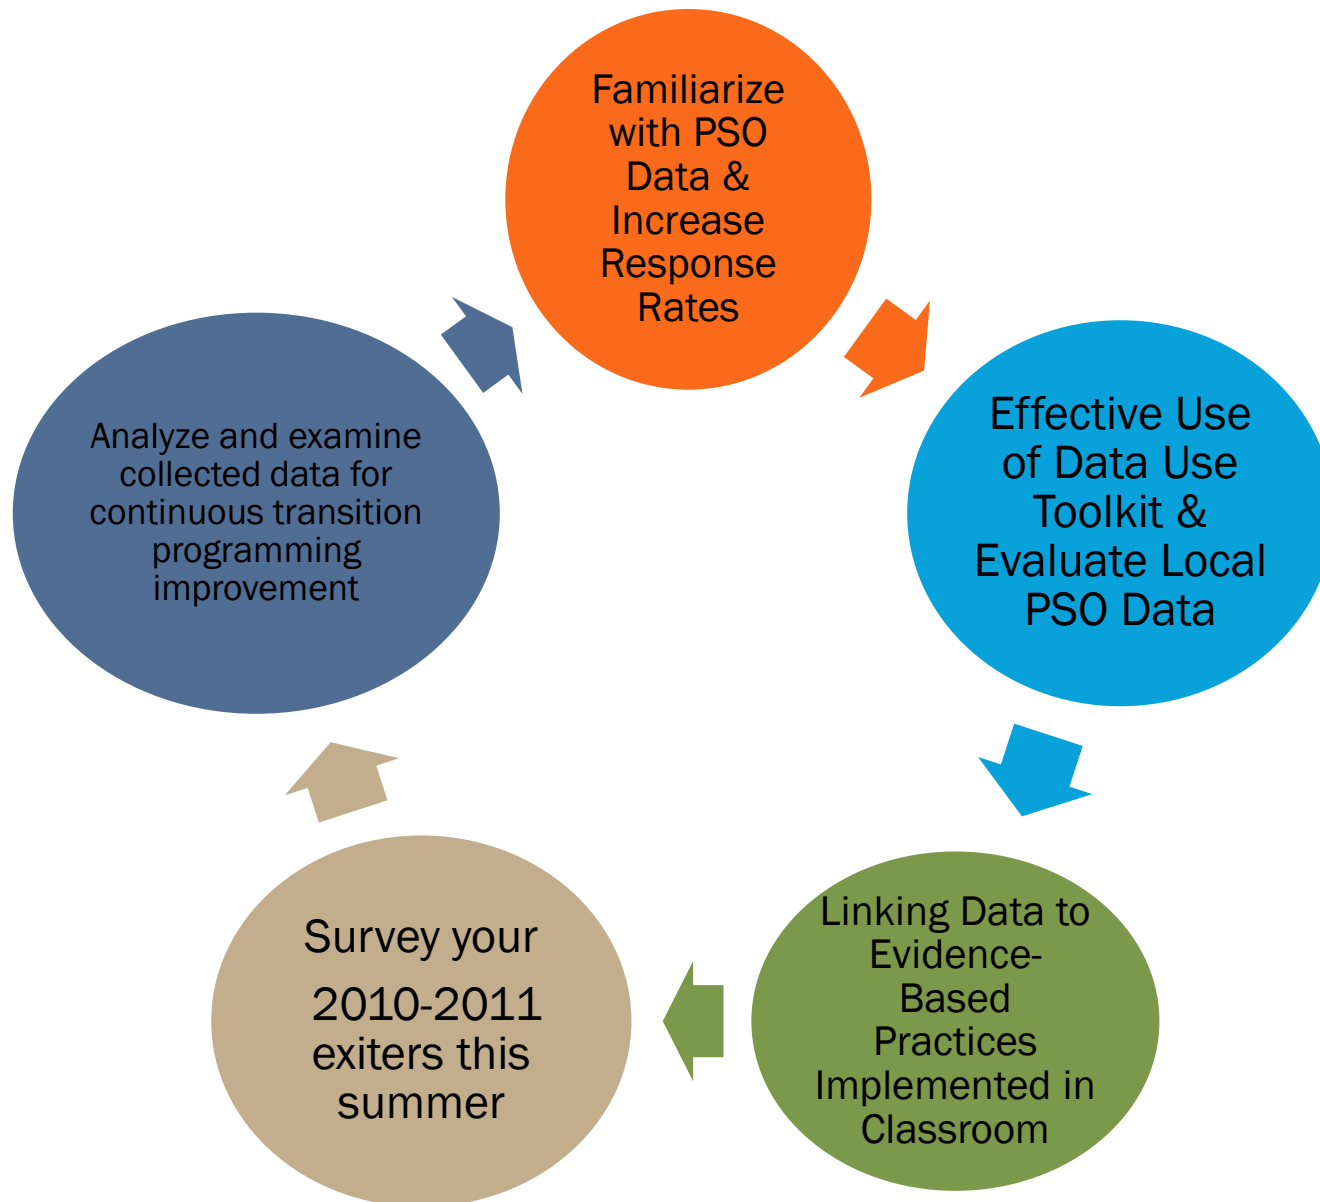 Familiarize
with PSO
Data &
Increase
Response
Rates
Effective Use
of Data Use
Toolkit &
Evaluate Local
PSO Data
Linking Data to
Evidence-
Based
Practices
Implemented in
Classroom
Survey your
2010-2011
exiters this
summer
Analyze and examine
collected data for
continuous transition
programming
improvement